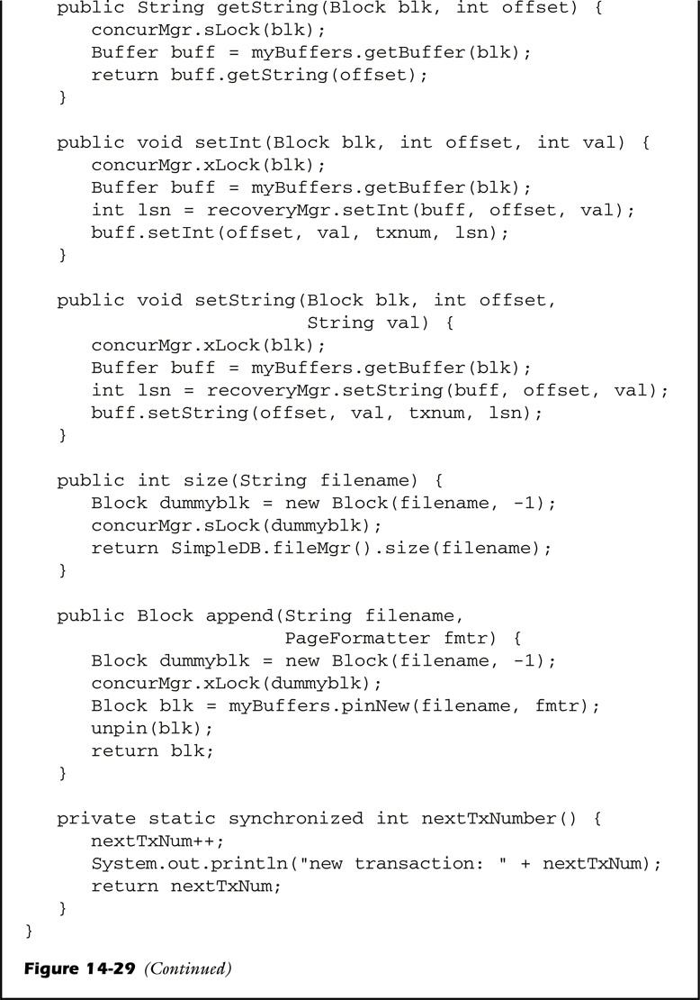 public String getString(Block blk, int offset) {
concurMgr.sLock(blk);
Buffer buff = myBuffers.getBuffer(blk);
return buff.getString(offset);
}
public void setInt(Block blk, int offset, int val) {
concurMgr.xLock(blk);
Buffer buff = myBuffers.getBuffer(blk);
int lsn = recoveryMgr.setInt(buff, offset, val);
buff.setInt(offset, val, txnum, lsn);
}
public void setString(Block blk, int offset,
String val) {
concurMgr.xLock(blk);
Buffer buff = myBuffers.getBuffer(blk);
int lsn = recoveryMgr.setString(buff, offset, val);
buff.setString(offset, val, txnum, lsn);
}
public int size(String filename) {
Block dummyblk = new Block(filename, -1);
concurMgr.sLock(dummyblk);
return SimpleDB.fileMgr().size(filename);
}
public Block append(String filename,
PageFormatter fmtr) {
Block dummyblk = new Block(filename, -1);
concurMgr.xLock(dummyblk);
Block blk = myBuffers.pinNew(filename, fmtr);
unpin(blk);
return blk;
}
private static synchronized int nextTxNumber() {
nextTxNum++;
System.out.println("new transaction: " + nextTxNum);
return nextTxNum;
}
}
Figure 14-29 (Continued)